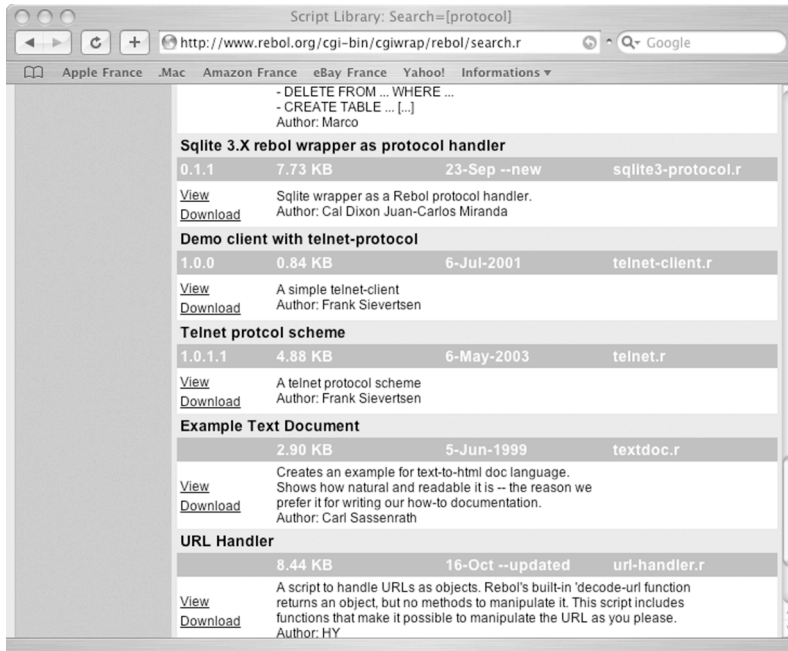 Script Library: Search=[protocol]
http://www.rebol.org/cgi-bin/cgiwrap/rebol/search.r
Google
Apple France .Mac Amazon France eBay France Yahoo! Informations ▾
- DELETE FROM ... WHERE ...
- CREATE TABLE ... [...]
Author: Marco
Sqlite 3.X rebol wrapper as protocol handler
0.1.1 7.73 KB 23-Sep --new sqlite3-protocol.r
View
Download
Sqlite wrapper as a Rebol protocol handler.
Author: Cal Dixon Juan-Carlos Miranda
Demo client with telnet-protocol
1.0.0 0.84 KB 6-Jul-2001 telnet-client.r
View
Download
A simple telnet-client
Author: Frank Sievertsen
Telnet protcol scheme
1.0.1.1 4.88 KB 6-May-2003 telnet.r
View
Download
A telnet protocol scheme
Author: Frank Sievertsen
Example Text Document
2.90 KB 5-Jun-1999 textdoc.r
View
Download
Creates an example for text-to-html doc language.
Shows how natural and readable it is -- the reason we
prefer it for writing our how-to documentation.
Author: Carl Sassenrath
URL Handler
8.44 KB 16-Oct --updated url-handler.r
View
Download
A script to handle URLs as objects. Rebol's built-in 'decode-url function
returns an object, but no methods to manipulate it. This script includes
functions that make it possible to manipulate the URL as you please.
Author: HY